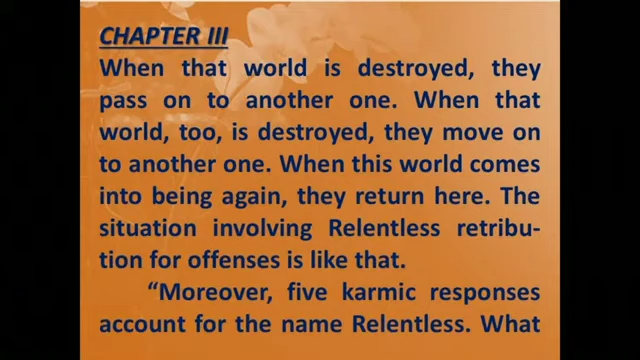 CHAPTER III
When that world is destroyed, they
pass on to another one. When that
world, too, is destroyed, they move on
to another one. When this world comes
into being again, they return here. The
situation involving Relentless retribu-
tion for offenses is like that.
“Moreover, five karmic responses
account for the name Relentless. What